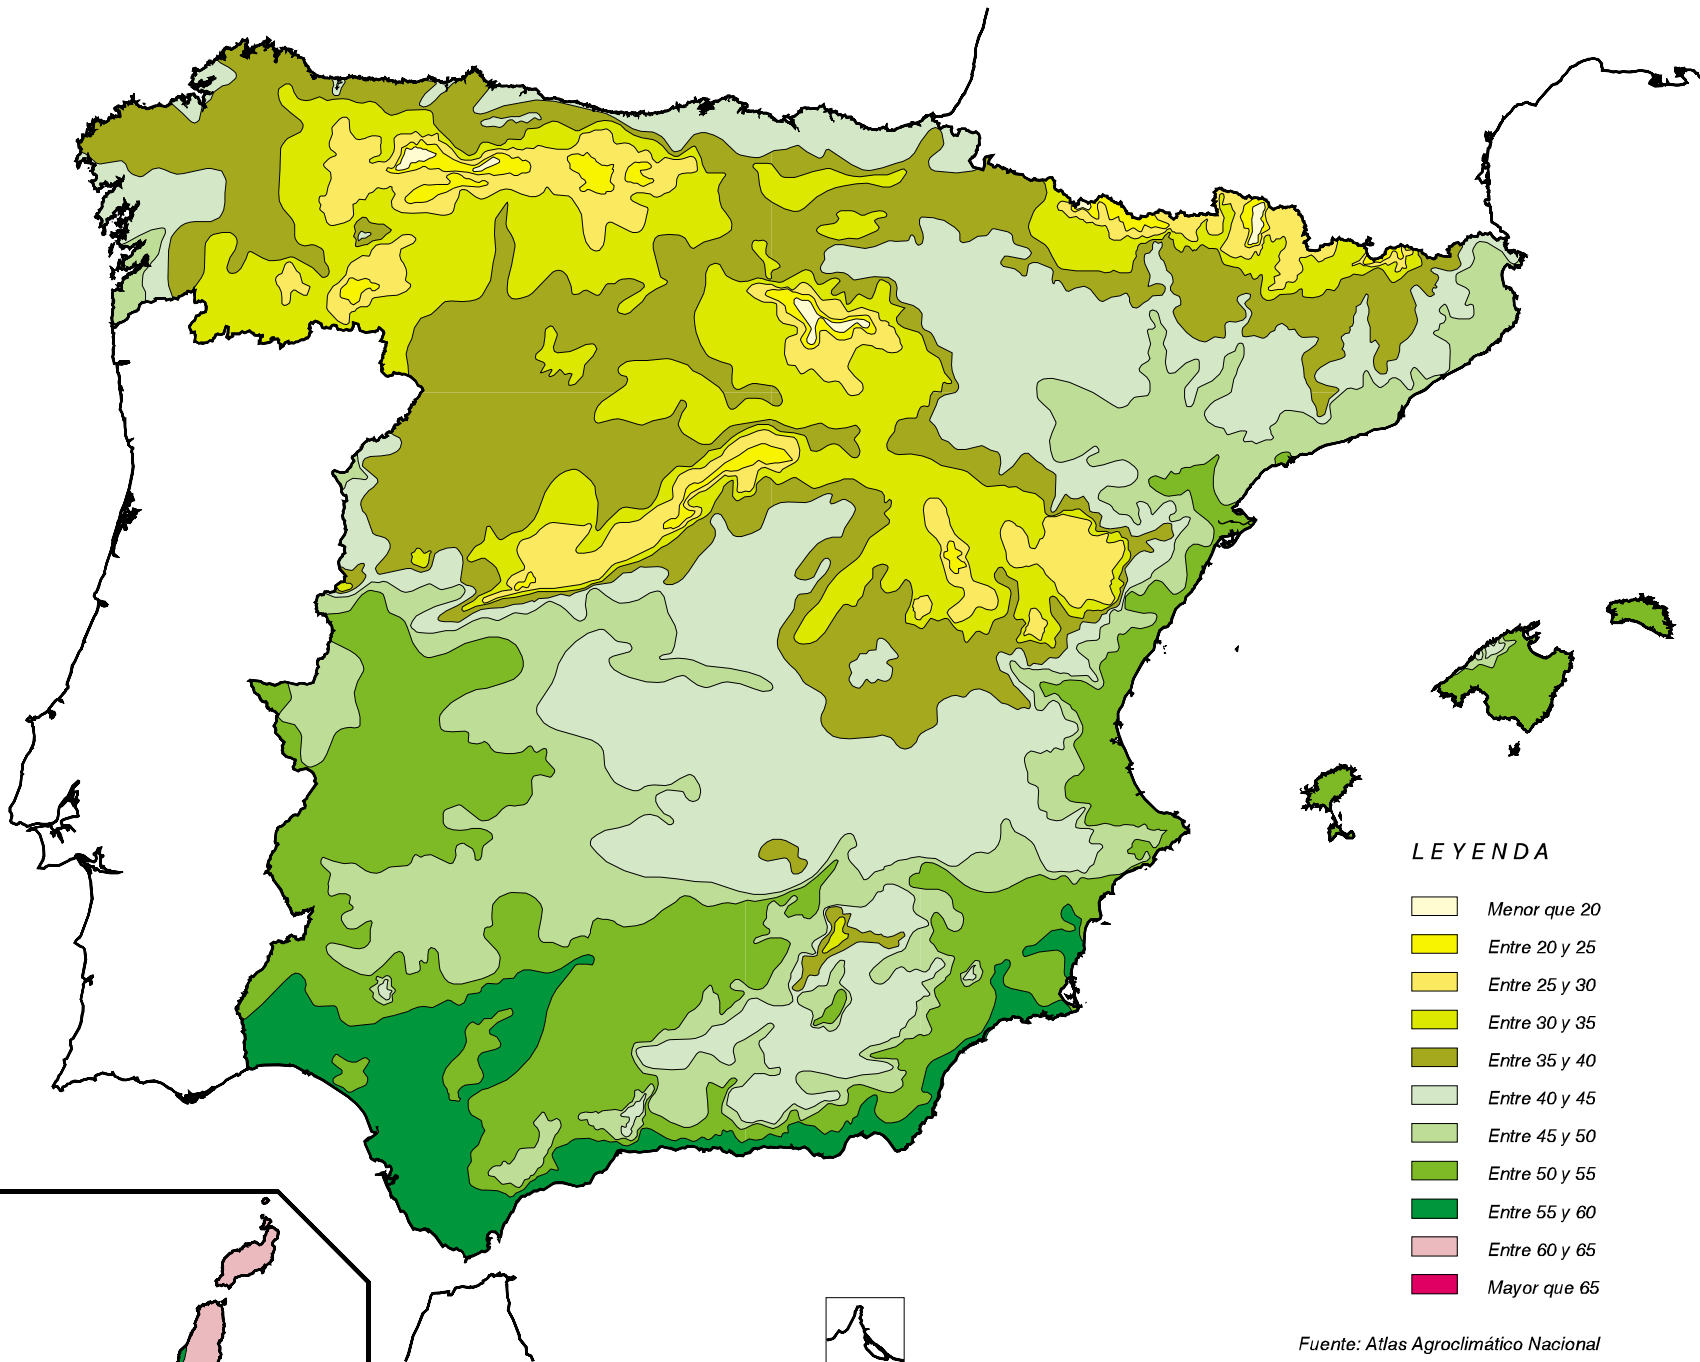 LEYENDA
Menor que 20
Entre 20 y 25
Entre 25 y 30
Entre 30 y 35
Entre 35 y 40
Entre 40 y 45
Entre 45 y 50
Entre 50 y 55
Entre 55 y 60
Entre 60 y 65
Mayor que 65
Fuente: Atlas Agroclimático Nacional